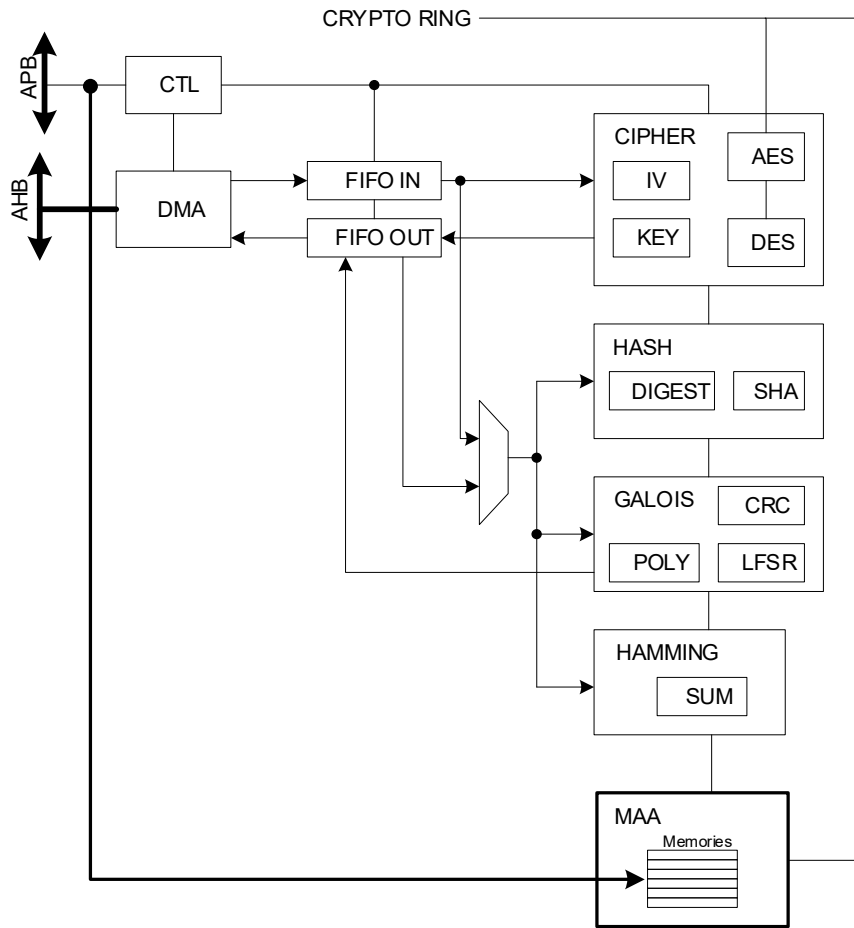 CRYPTO RING
APB
CTL
CIPHER
AES
IV
FIFO IN
AHB
DMA
KEY
DES
FIFO OUT
HASH
DIGEST
SHA
GALOIS
CRC
POLY
LFSR
HAMMING
SUM
MAA
Memories